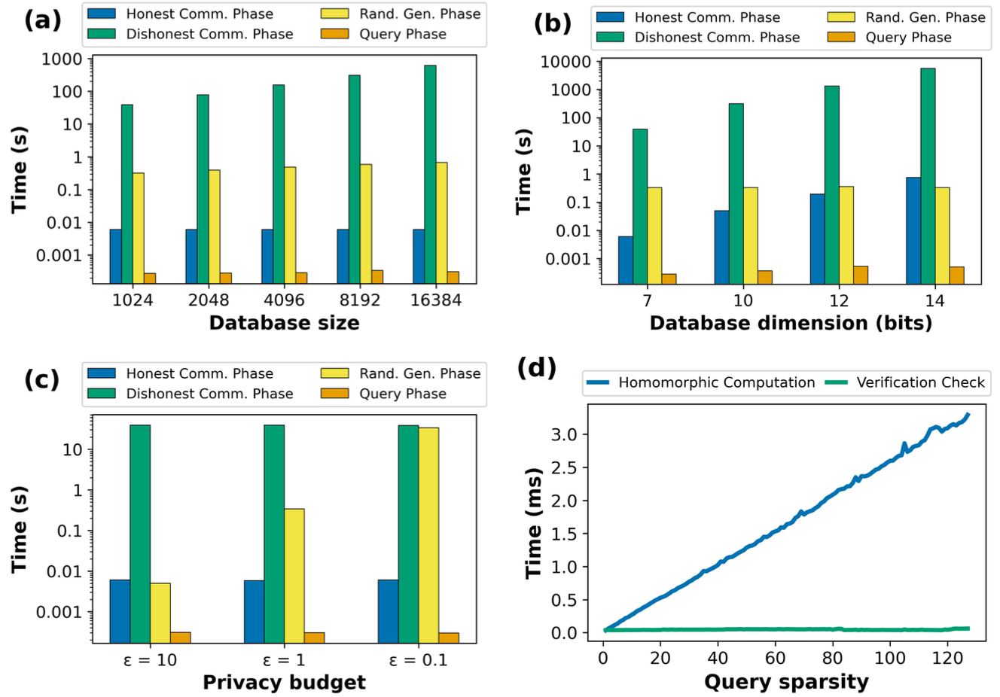 (a)
Honest Comm. Phase Rand. Gen. Phase
Dishonest Comm. Phase Query Phase
1000
100
10
1
0.1
0.01
0.001
Time (s)
1024 2048 4096 8192 16384
Database size
(b)
Honest Comm. Phase Rand. Gen. Phase
Dishonest Comm. Phase Query Phase
10000
1000
100
10
1
0.1
0.01
0.001
Time (s)
7 10 12 14
Database dimension (bits)
(c)
Honest Comm. Phase Rand. Gen. Phase
Dishonest Comm. Phase Query Phase
10
1
0.1
0.01
0.001
Time (s)
ε = 10 ε = 1 ε = 0.1
Privacy budget
(d)
Homomorphic Computation Verification Check
3.0
2.5
2.0
1.5
1.0
0.5
0.0
Time (ms)
0 20 40 60 80 100 120
Query sparsity